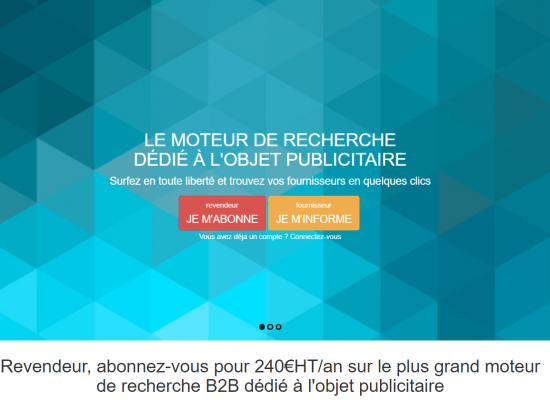 LE MOTEUR DE RECHERCHE
DÉDIÉ À L'OBJET PUBLICITAIRE
Surfez en toute liberté et trouvez vos fournisseurs en quelques clics
revendeur
JE M'ABONNE
fournisseur
JE M'INFORME
Vous avez déja un compte ? Connectez-vous
Revendeur, abonnez-vous pour 240€HT/an sur le plus grand moteur
de recherche B2B dédié à l'objet publicitaire